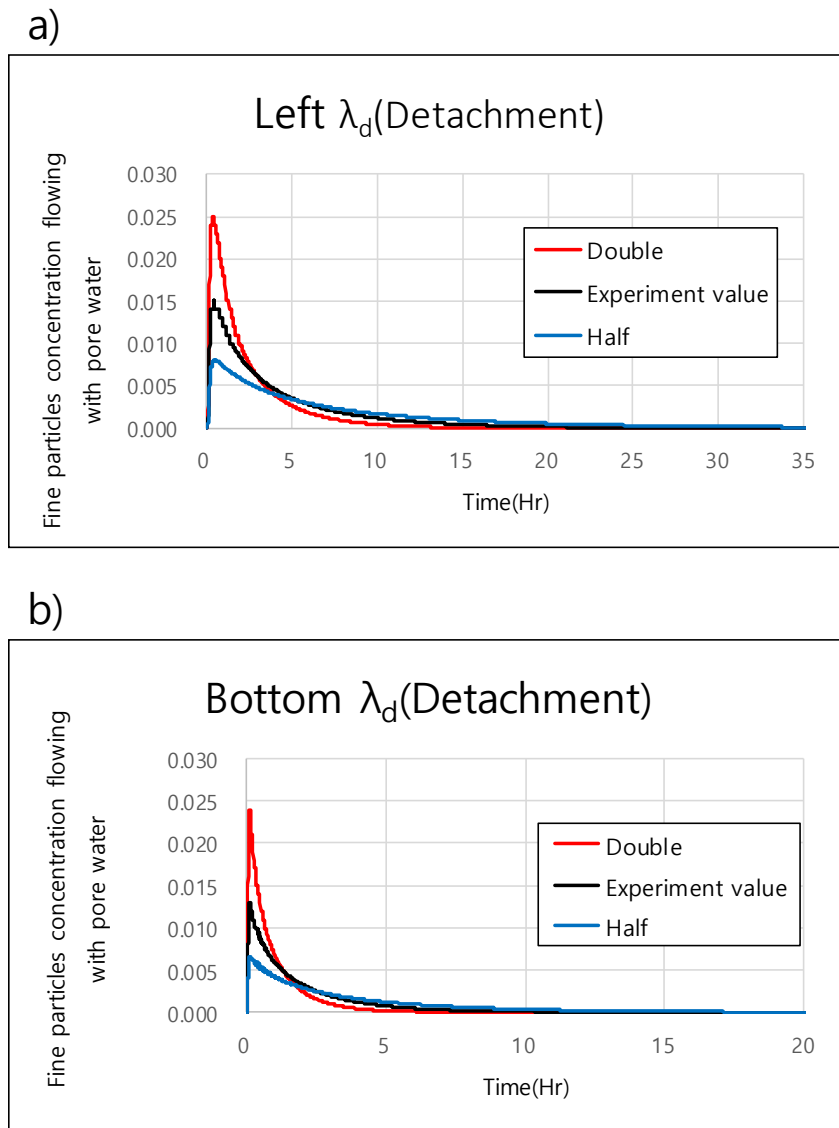 a)
Left λd(Detachment)
Fine particles concentration flowing
with pore water
0.030
0.025
0.020
0.015
0.010
0.005
0.000
Double
Experiment value
Half
0 5 10 15 20 25 30 35
Time(Hr)
b)
Bottom λd(Detachment)
Fine particles concentration flowing
with pore water
0.030
0.025
0.020
0.015
0.010
0.005
0.000
Double
Experiment value
Half
0 5 10 15 20
Time(Hr)